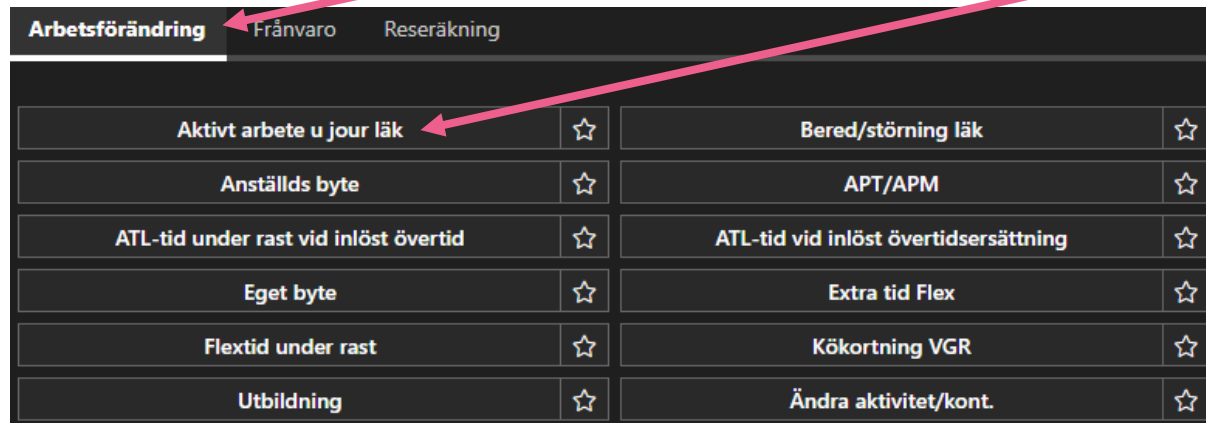 Arbetsförändring Frånvaro Reseräkning
Aktivt arbete u jour läk Bered/störning läk
Anställds byte APT/APM
ATL-tid under rast vid inlöst övertid ATL-tid vid inlöst övertidsersättning
Eget byte Extra tid Flex
Flextid under rast Kökortning VGR
Utbildning Ändra aktivitet/kont.